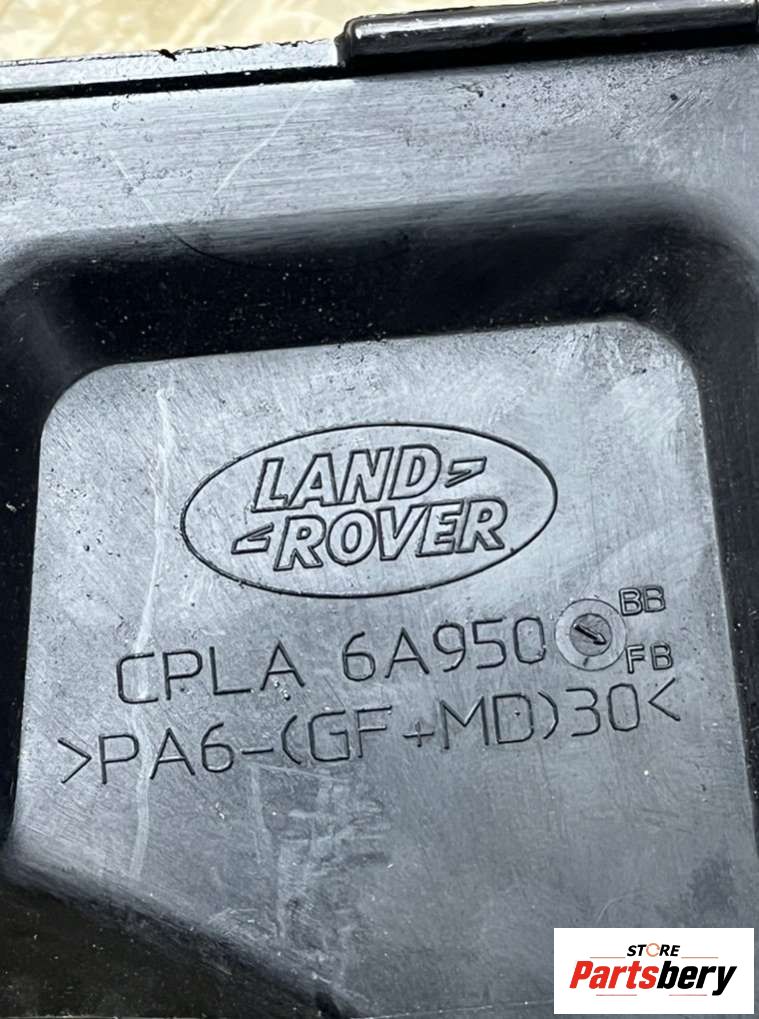 LAND
ROVER
CPLA 6A950 BB
FB
>PA6-(GF+MD)30<
STORE
Partsbery